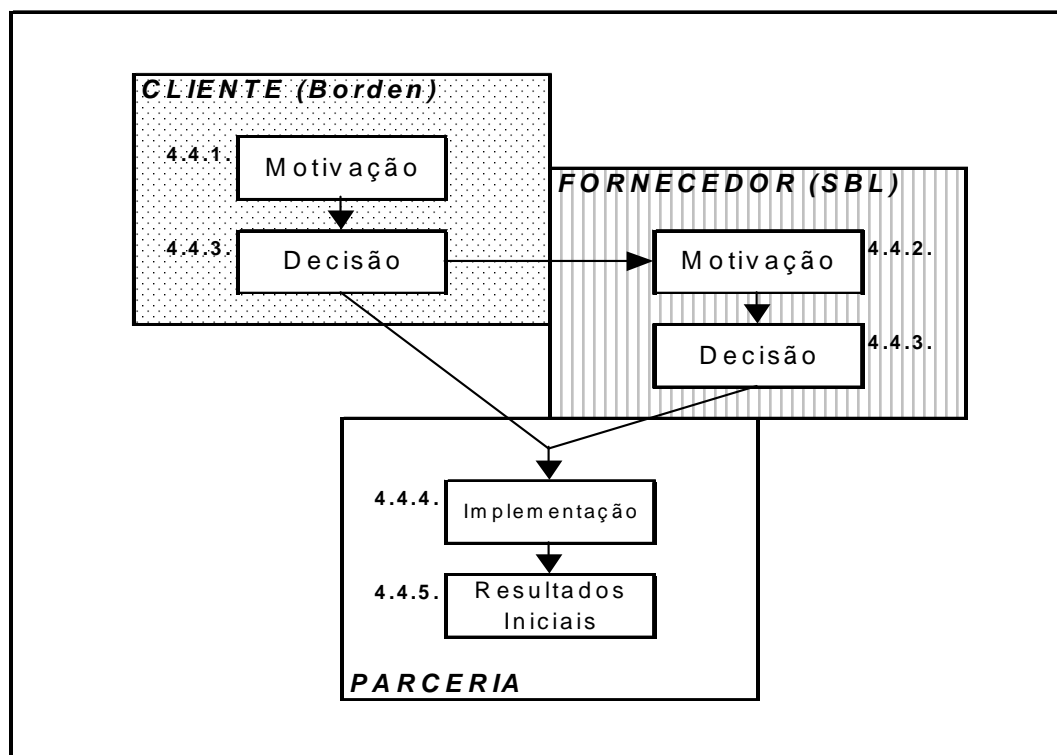 CLIENTE (Borden)
4.4.1.
Motivação
4.4.3.
Decisão
FORNECEDOR (SBL)
Motivação
4.4.2.
Decisão
4.4.3.
4.4.4.
Implementação
4.4.5.
Resultados
Iniciais
PARCERIA